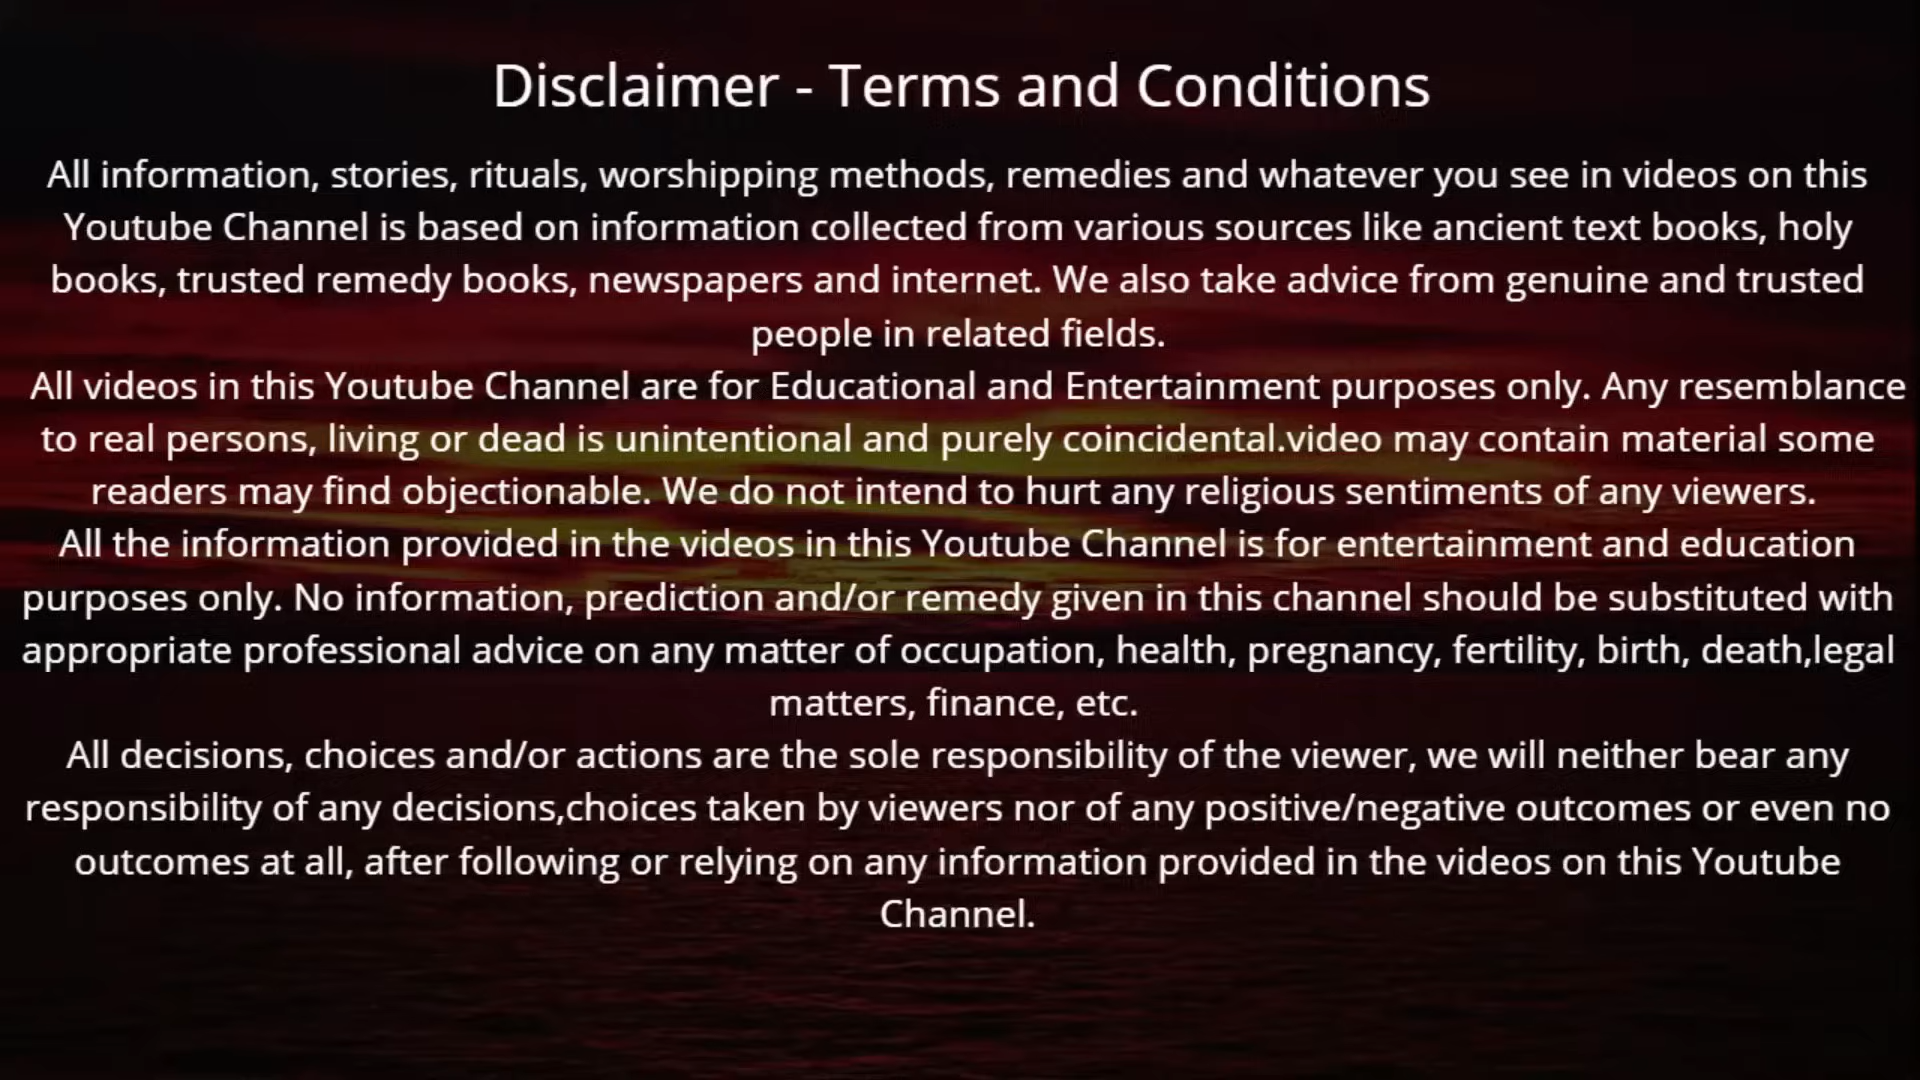 Disclaimer - Terms and Conditions
All information, stories, rituals, worshipping methods, remedies and whatever you see in videos on this
Youtube Channel is based on information collected from various sources like ancient text books, holy
books, trusted remedy books, newspapers and internet. We also take advice from genuine and trusted
people in related fields.
All videos in this Youtube Channel are for Educational and Entertainment purposes only. Any resemblance
to real persons, living or dead is unintentional and purely coincidental.video may contain material some
readers may find objectionable. We do not intend to hurt any religious sentiments of any viewers.
All the information provided in the videos in this Youtube Channel is for entertainment and education
purposes only. No information, prediction and/or remedy given in this channel should be substituted with
appropriate professional advice on any matter of occupation, health, pregnancy, fertility, birth, death,legal
matters, finance, etc.
All decisions, choices and/or actions are the sole responsibility of the viewer, we will neither bear any
responsibility of any decisions,choices taken by viewers nor of any positive/negative outcomes or even no
outcomes at all, after following or relying on any information provided in the videos on this Youtube
Channel.